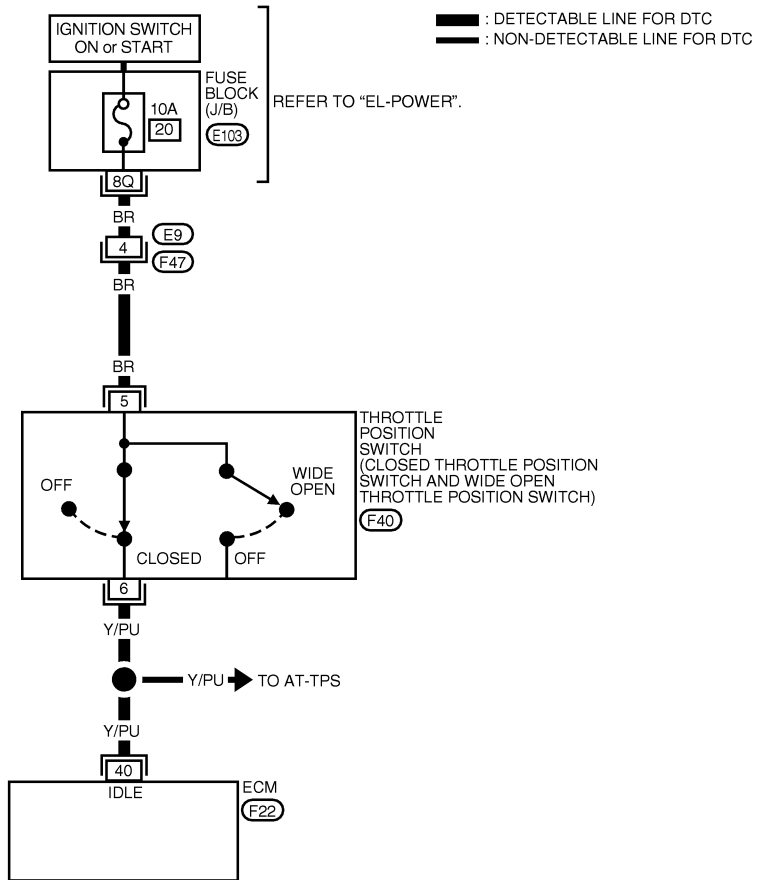 IGNITION SWITCH
ON or START
: DETECTABLE LINE FOR DTC
: NON-DETECTABLE LINE FOR DTC
FUSE
BLOCK
(J/B)
E103
10A
20
REFER TO “EL-POWER”.
8Q
BR
4
E9
F47
BR
BR
5
THROTTLE
POSITION
SWITCH
(CLOSED THROTTLE POSITION
SWITCH AND WIDE OPEN
THROTTLE POSITION SWITCH)
F40
OFF
WIDE
OPEN
CLOSED
OFF
6
Y/PU
Y/PU
TO AT-TPS
Y/PU
40
IDLE
ECM
F22